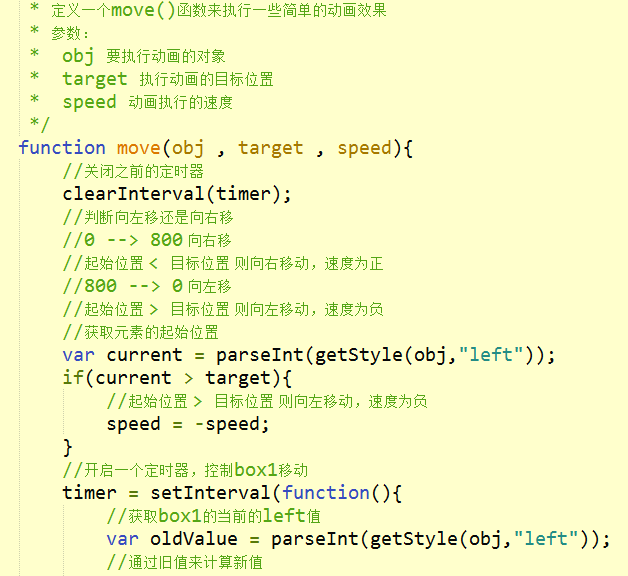 * 定义一个move()函数来执行一些简单的动画效果
* 参数：
*  obj 要执行动画的对象
*  target 执行动画的目标位置
*  speed 动画执行的速度
*/
function move(obj , target , speed){
//关闭之前的定时器
clearInterval(timer);
//判断向左移还是向右移
//0 --> 800 向右移
//起始位置 < 目标位置 则向右移动，速度为正
//800 --> 0 向左移
//起始位置 > 目标位置 则向左移动，速度为负
//获取元素的起始位置
var current = parseInt(getStyle(obj,"left"));
if(current > target){
//起始位置 > 目标位置 则向左移动，速度为负
speed = -speed;
}
//开启一个定时器，控制box1移动
timer = setInterval(function(){
//获取box1的当前的left值
var oldValue = parseInt(getStyle(obj,"left"));
//通过旧值来计算新值